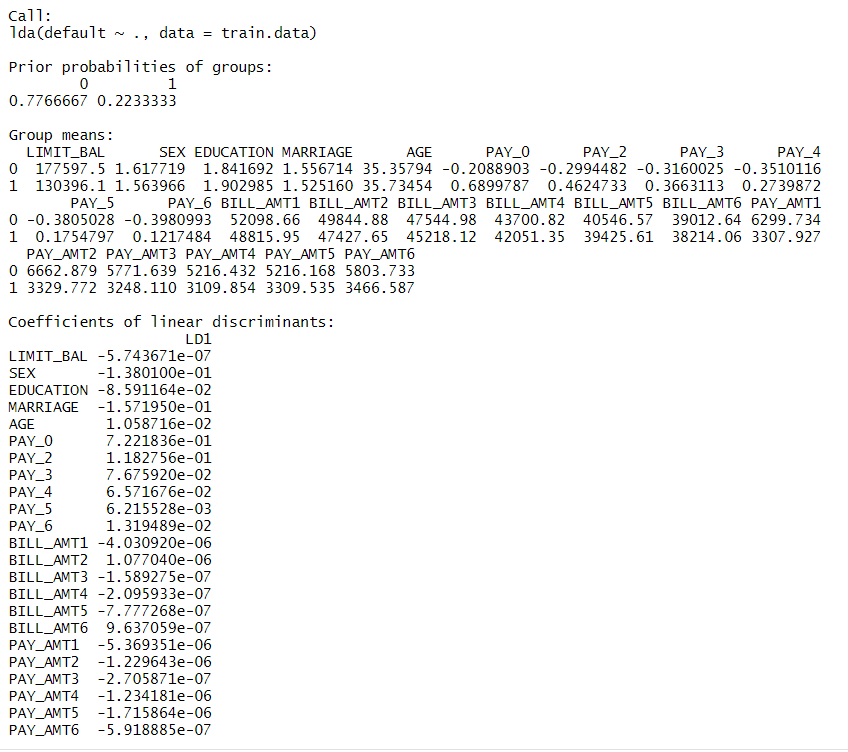 Call:
lda(default ~ ., data = train.data)
Prior probabilities of groups:
0 1
0.7766667 0.2233333
Group means:
LIMIT_BAL SEX EDUCATION MARRIAGE AGE PAY_0 PAY_2 PAY_3 PAY_4
0 177597.5 1.617719 1.841692 1.556714 35.35794 -0.2088903 -0.2994482 -0.3160025 -0.3510116
1 130396.1 1.563966 1.902985 1.525160 35.73454 0.6899787 0.4624733 0.3663113 0.2739872
PAY_5 PAY_6 BILL_AMT1 BILL_AMT2 BILL_AMT3 BILL_AMT4 BILL_AMT5 BILL_AMT6 PAY_AMT1
0 -0.3805028 -0.3980993 52098.66 49844.88 47544.98 43700.82 40546.57 39012.64 6299.734
1 0.1754797 0.1217484 48815.95 47427.65 45218.12 42051.35 39425.61 38214.06 3307.927
PAY_AMT2 PAY_AMT3 PAY_AMT4 PAY_AMT5 PAY_AMT6
0 6662.879 5771.639 5216.432 5216.168 5803.733
1 3329.772 3248.110 3109.854 3309.535 3466.587
Coefficients of linear discriminants:
LD1
LIMIT_BAL -5.743671e-07
SEX -1.380100e-01
EDUCATION -8.591164e-02
MARRIAGE -1.571950e-01
AGE 1.058716e-02
PAY_0 7.221836e-01
PAY_2 1.182756e-01
PAY_3 7.675920e-02
PAY_4 6.571676e-02
PAY_5 6.215528e-03
PAY_6 1.319489e-02
BILL_AMT1 -4.030920e-06
BILL_AMT2 1.077040e-06
BILL_AMT3 -1.589275e-07
BILL_AMT4 -2.095933e-07
BILL_AMT5 -7.777268e-07
BILL_AMT6 9.637059e-07
PAY_AMT1 -5.369351e-06
PAY_AMT2 -1.229643e-06
PAY_AMT3 -2.705871e-07
PAY_AMT4 -1.234181e-06
PAY_AMT5 -1.715864e-06
PAY_AMT6 -5.918885e-07